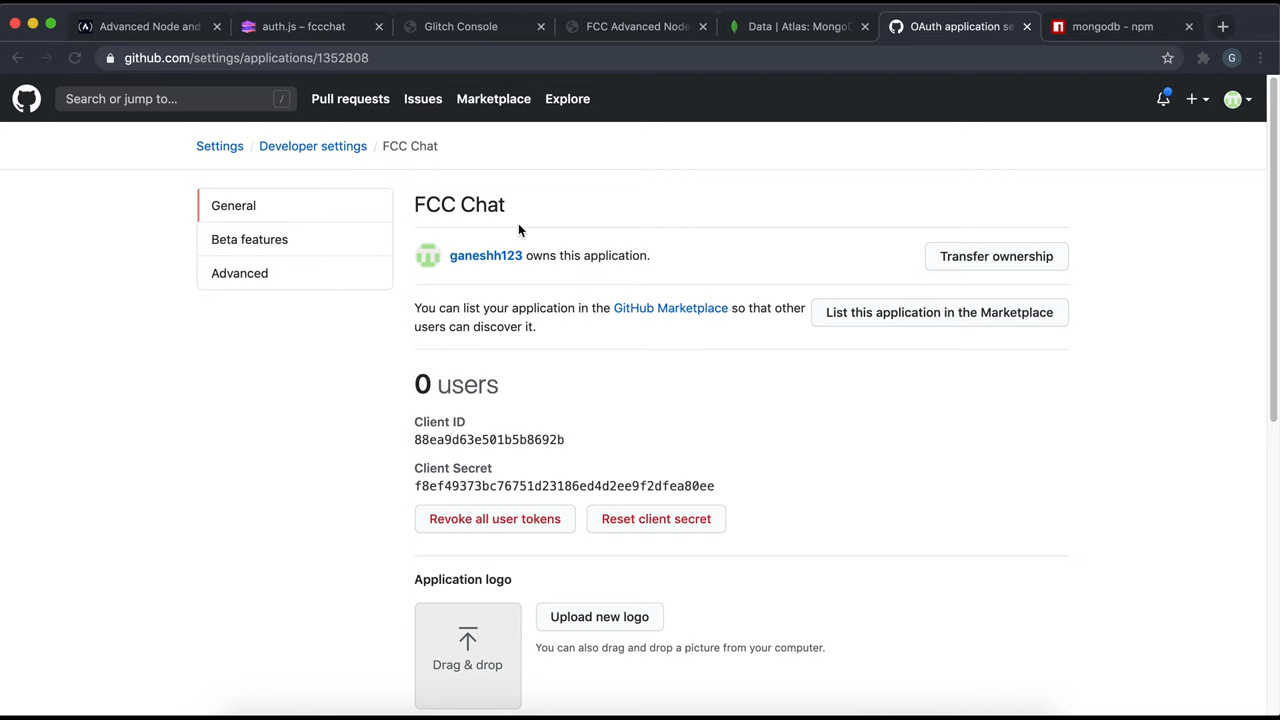 Advanced Node and
auth.js – fccchat
Glitch Console
FCC Advanced Node
Data | Atlas: MongoD
OAuth application se
mongodb - npm
github.com/settings/applications/1352808
G
Search or jump to...
/
Pull requests
Issues
Marketplace
Explore
Settings / Developer settings / FCC Chat
General
Beta features
Advanced
FCC Chat
ganeshh123 owns this application.
Transfer ownership
You can list your application in the GitHub Marketplace so that other
users can discover it.
List this application in the Marketplace
0 users
Client ID
88ea9d63e501b5b8692b
Client Secret
f8ef49373bc76751d23186ed4d2ee9f2dfea80ee
Revoke all user tokens
Reset client secret
Application logo
Drag & drop
Upload new logo
You can also drag and drop a picture from your computer.